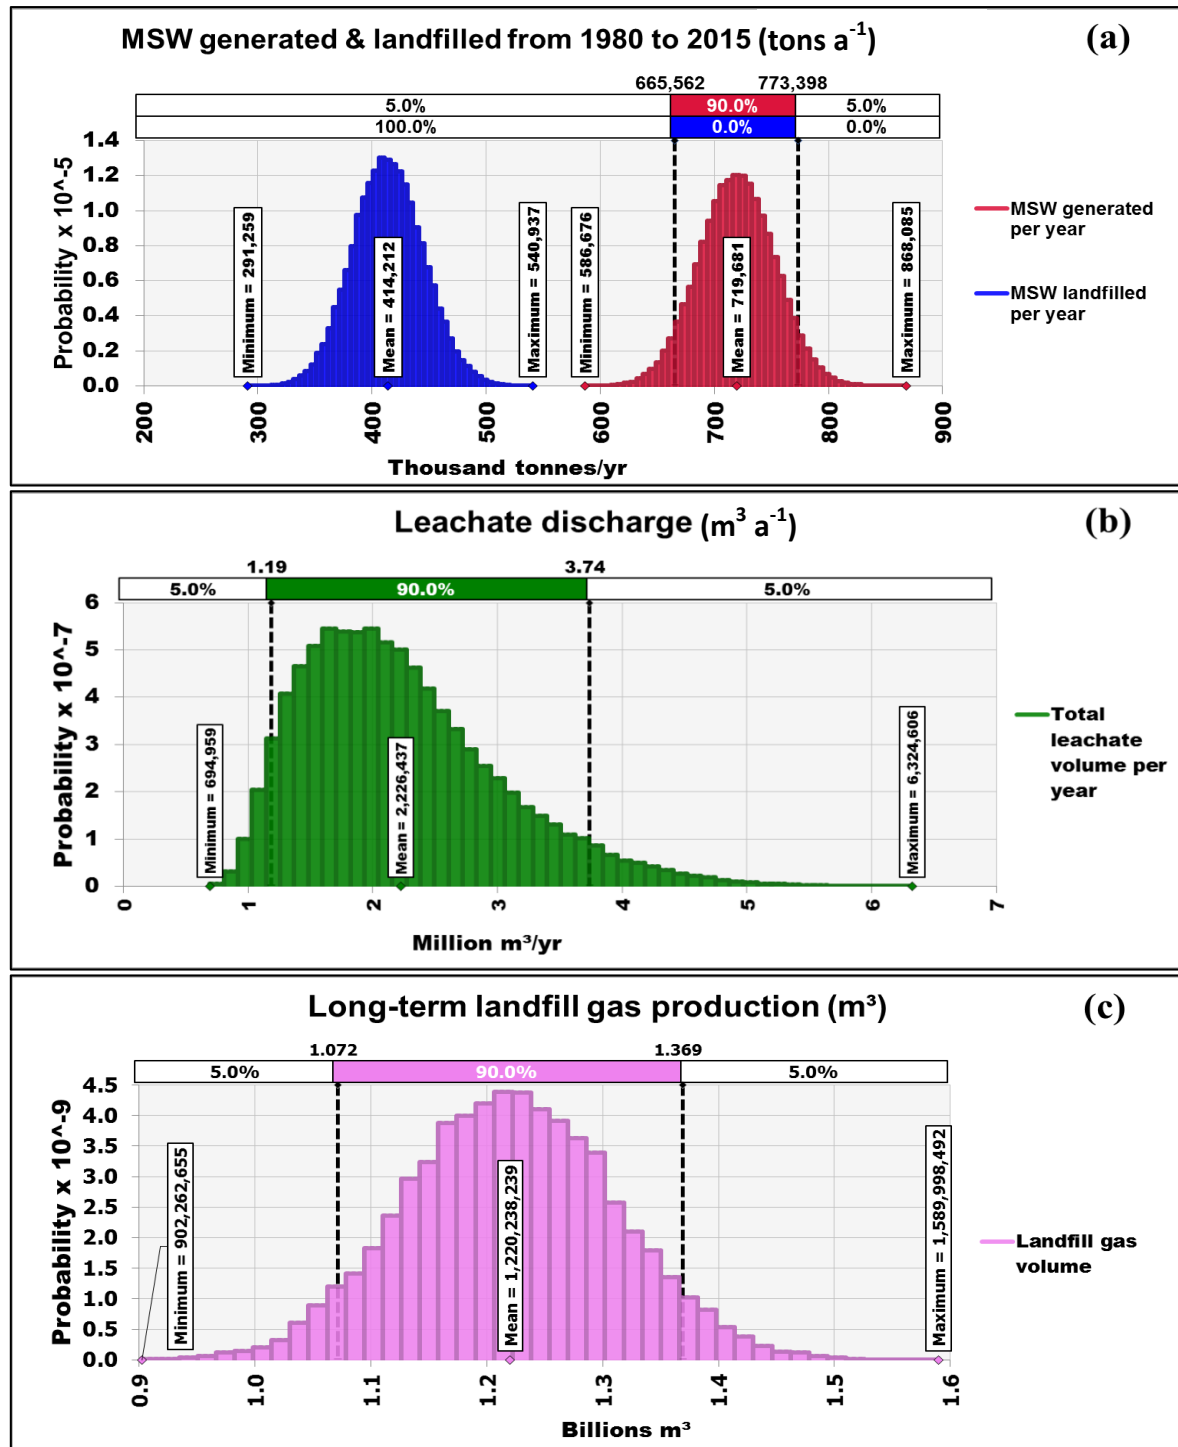 MSW generated & landfilled from 1980 to 2015 (tons a⁻¹)
(a)
665,562
773,398
5.0%
90.0%
5.0%
100.0%
0.0%
0.0%
Probability x 10^-5
1.4
1.2
1.0
0.8
0.6
0.4
0.2
0.0
Minimum = 291,259
Mean = 414,212
Maximum = 540,937
Minimum = 586,676
Mean = 719,681
Maximum = 868,085
MSW generated
per year
MSW landfilled
per year
200
300
400
500
600
700
800
900
Thousand tonnes/yr
Leachate discharge (m³ a⁻¹)
(b)
1.19
3.74
5.0%
90.0%
5.0%
Probability x 10^-7
6
5
4
3
2
1
0
Minimum = 694,959
Mean = 2,226,437
Maximum = 6,324,606
Total
leachate
volume per
year
0
1
2
3
4
5
6
7
Million m³/yr
Long-term landfill gas production (m³)
(c)
1.072
1.369
5.0%
90.0%
5.0%
Probability x 10^-9
4.5
4.0
3.5
3.0
2.5
2.0
1.5
1.0
0.5
0.0
Minimum = 902,262,655
Mean = 1,220,238,239
Maximum = 1,589,998,492
Landfill gas
volume
0.9
1.0
1.1
1.2
1.3
1.4
1.5
1.6
Billions m³